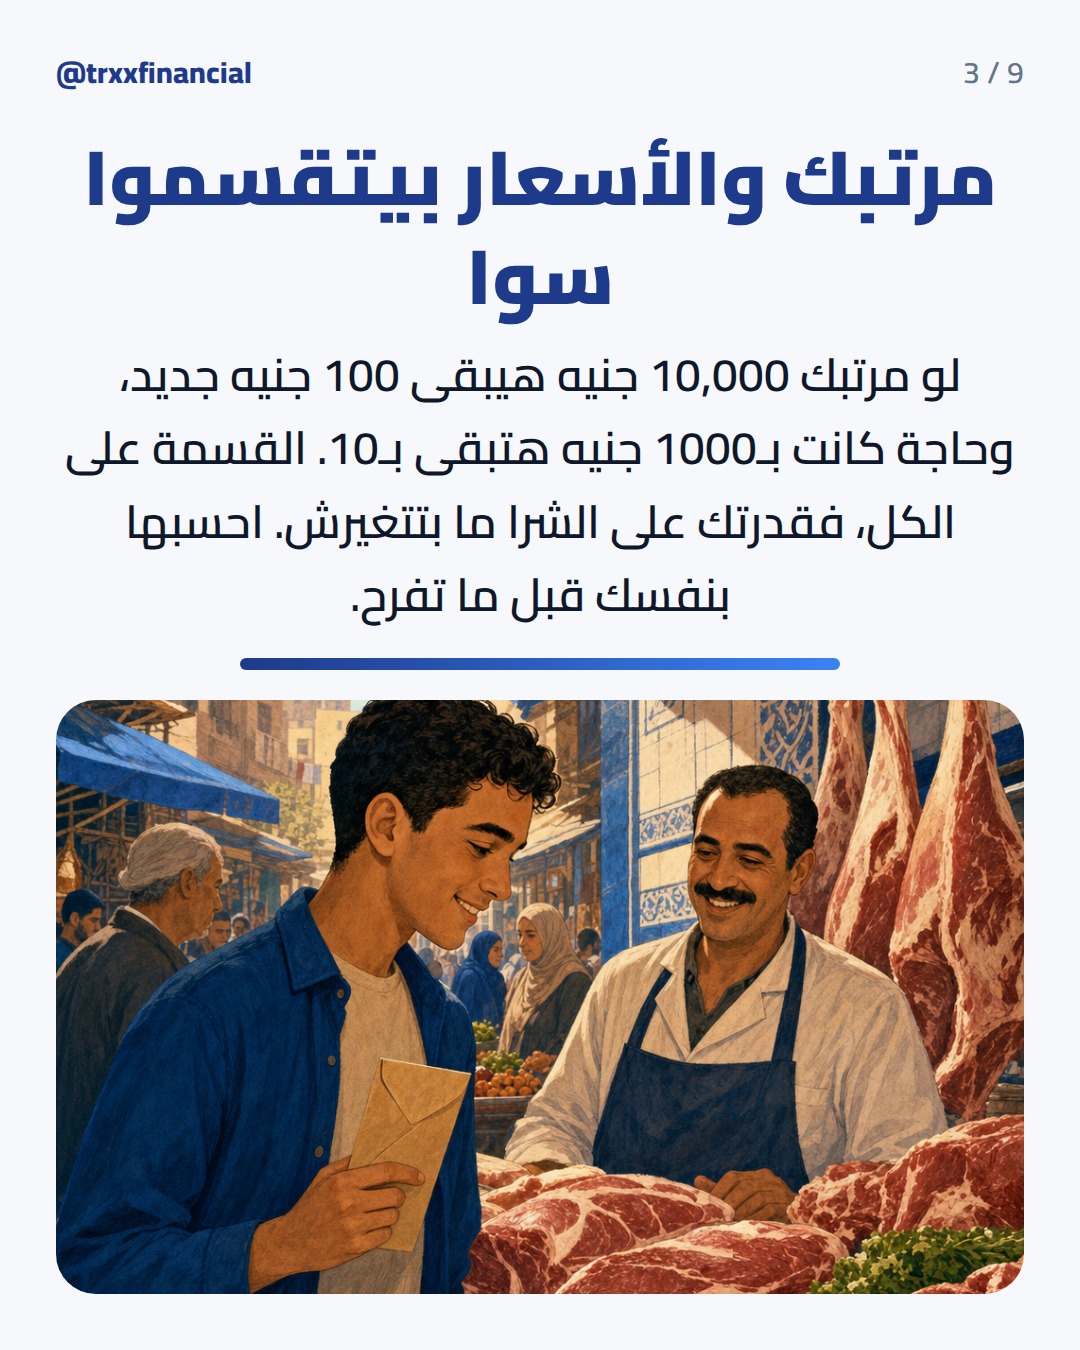 @trxxfinancial
3 / 9
مرتبك والأسعار بيتقسموا
سوا
لو مرتبك 10,000 جنيه هيبقى 100 جنيه جديد،
وحاجة كانت بـ1000 جنيه هتبقى بـ10. القسمة على
الكل، فقدرتك على الشرا ما بتتغيرش. احسبها
بنفسك قبل ما تفرح.